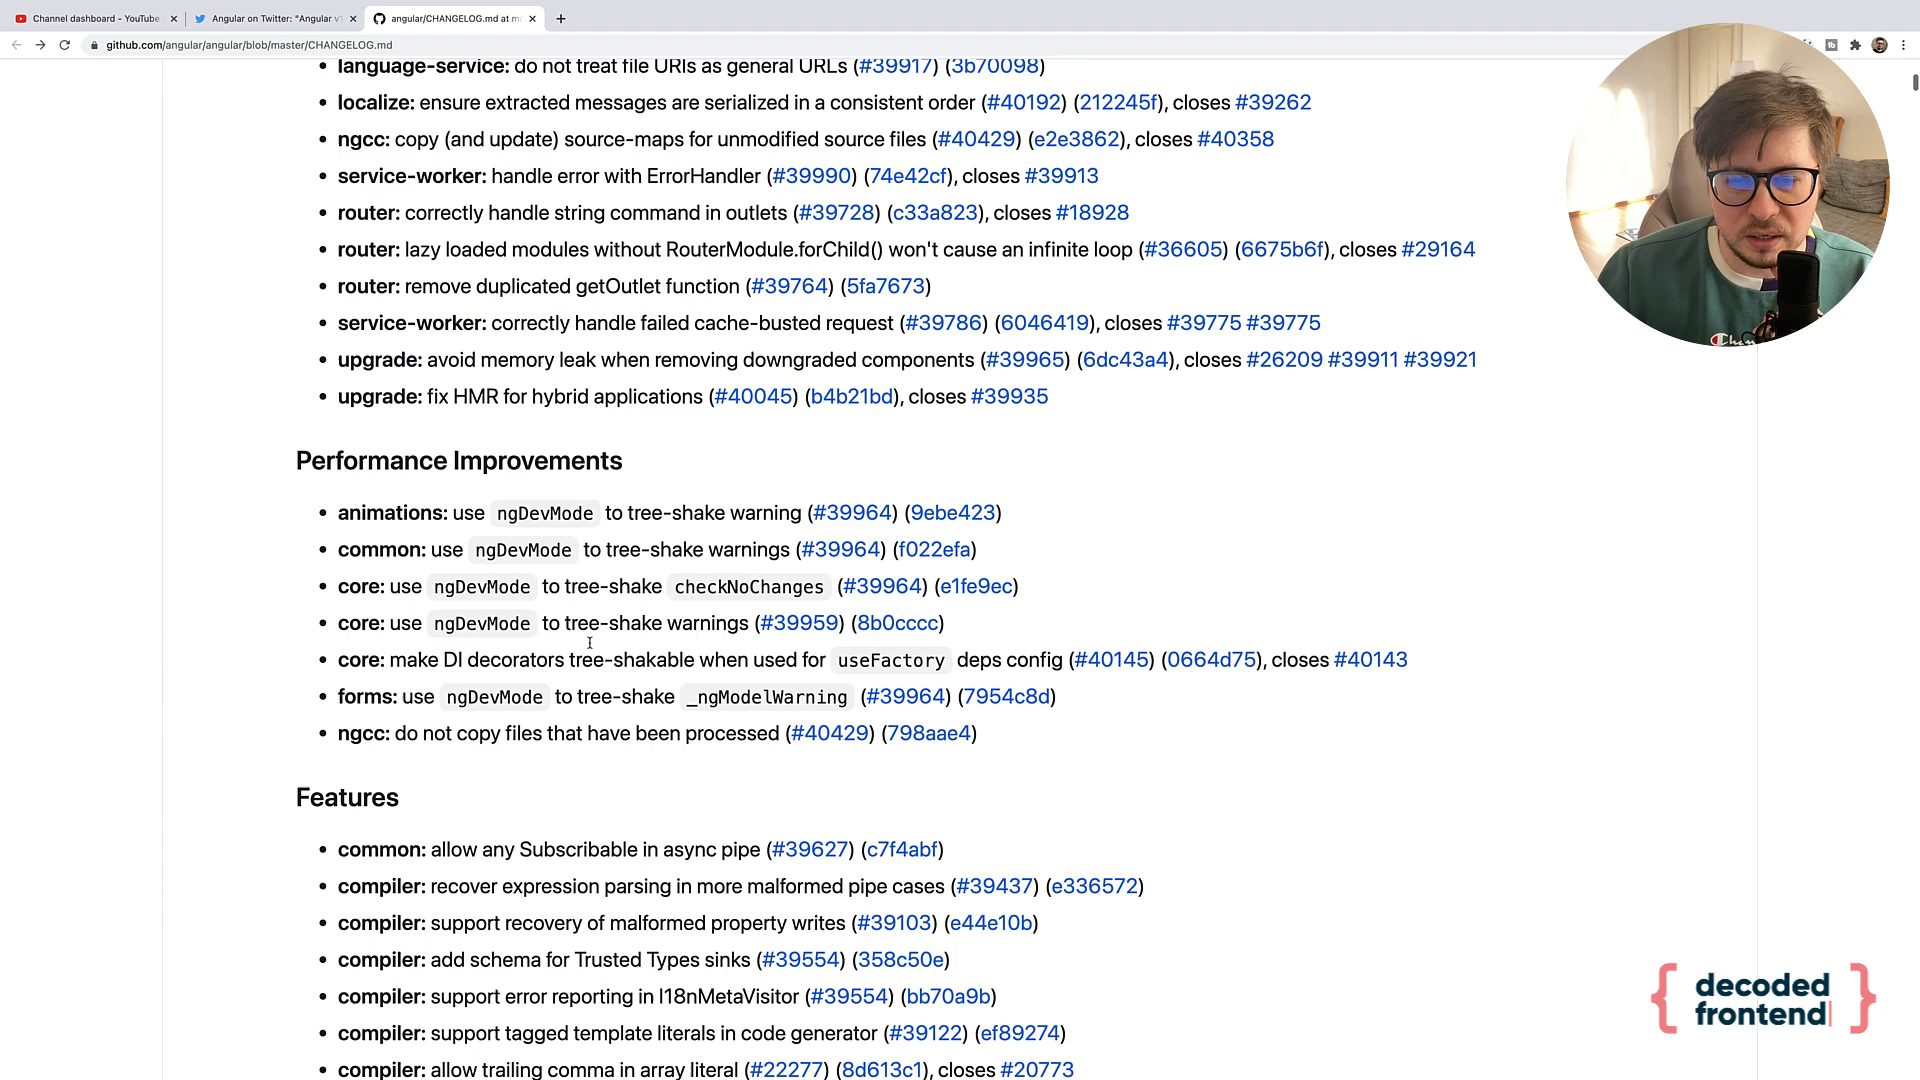 Channel dashboard - YouTube
Angular on Twitter: "Angular v1
angular/CHANGELOG.md at m
github.com/angular/angular/blob/master/CHANGELOG.md
• language-service: do not treat file URIs as general URLs (#39917) (3b70098)
• localize: ensure extracted messages are serialized in a consistent order (#40192) (212245f), closes #39262
• ngcc: copy (and update) source-maps for unmodified source files (#40429) (e2e3862), closes #40358
• service-worker: handle error with ErrorHandler (#39990) (74e42cf), closes #39913
• router: correctly handle string command in outlets (#39728) (c33a823), closes #18928
• router: lazy loaded modules without RouterModule.forChild() won't cause an infinite loop (#36605) (6675b6f), closes #29164
• router: remove duplicated getOutlet function (#39764) (5fa7673)
• service-worker: correctly handle failed cache-busted request (#39786) (6046419), closes #39775 #39775
• upgrade: avoid memory leak when removing downgraded components (#39965) (6dc43a4), closes #26209 #39911 #39921
• upgrade: fix HMR for hybrid applications (#40045) (b4b21bd), closes #39935
Performance Improvements
• animations: use ngDevMode to tree-shake warning (#39964) (9ebe423)
• common: use ngDevMode to tree-shake warnings (#39964) (f022efa)
• core: use ngDevMode to tree-shake checkNoChanges (#39964) (e1fe9ec)
• core: use ngDevMode to tree-shake warnings (#39959) (8b0cccc)
• core: make DI decorators tree-shakable when used for useFactory deps config (#40145) (0664d75), closes #40143
• forms: use ngDevMode to tree-shake _ngModelWarning (#39964) (7954c8d)
• ngcc: do not copy files that have been processed (#40429) (798aae4)
Features
• common: allow any Subscribable in async pipe (#39627) (c7f4abf)
• compiler: recover expression parsing in more malformed pipe cases (#39437) (e336572)
• compiler: support recovery of malformed property writes (#39103) (e44e10b)
• compiler: add schema for Trusted Types sinks (#39554) (358c50e)
• compiler: support error reporting in I18nMetaVisitor (#39554) (bb70a9b)
• compiler: support tagged template literals in code generator (#39122) (ef89274)
• compiler: allow trailing comma in array literal (#22277) (8d613c1), closes #20773
{ decoded
frontend }